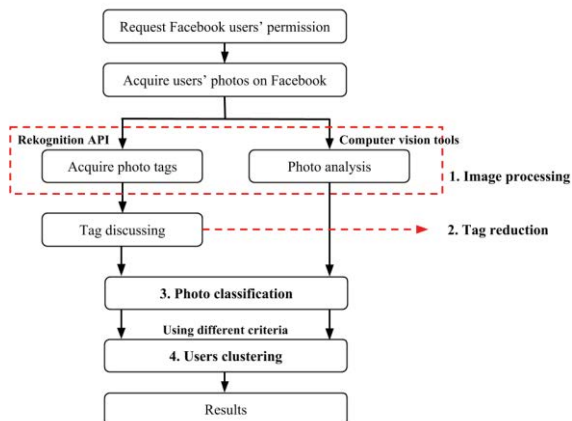 Request Facebook users' permission
Acquire users' photos on Facebook
Rekognition API
Computer vision tools
Acquire photo tags
Photo analysis
1. Image processing
Tag discussing
2. Tag reduction
3. Photo classification
Using different criteria
4. Users clustering
Results